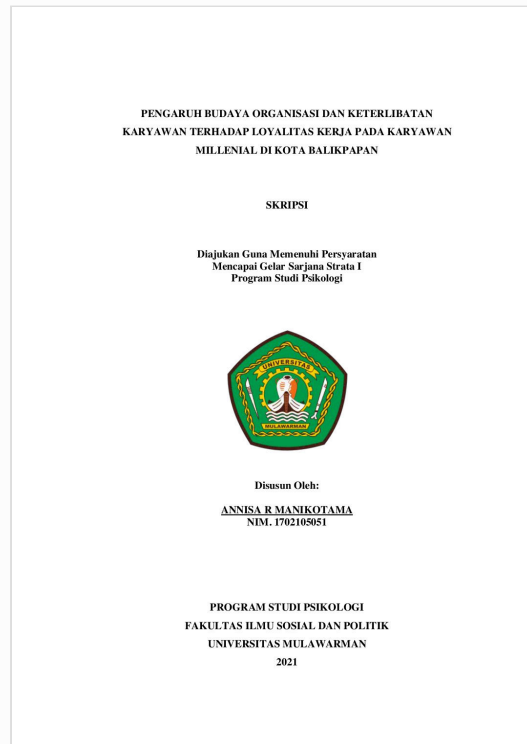 PENGARUH BUDAYA ORGANISASI DAN KETERLIBATAN
KARYAWAN TERHADAP LOYALITAS KERJA PADA KARYAWAN
MILLENIAL DI KOTA BALIKPAPAN
SKRIPSI
Diajukan Guna Memenuhi Persyaratan
Mencapai Gelar Sarjana Strata I
Program Studi Psikologi
UNIVERSITAS
MULAWARMAN
Disusun Oleh:
ANNISA R MANIKOTAMA
NIM. 1702105051
PROGRAM STUDI PSIKOLOGI
FAKULTAS ILMU SOSIAL DAN POLITIK
UNIVERSITAS MULAWARMAN
2021